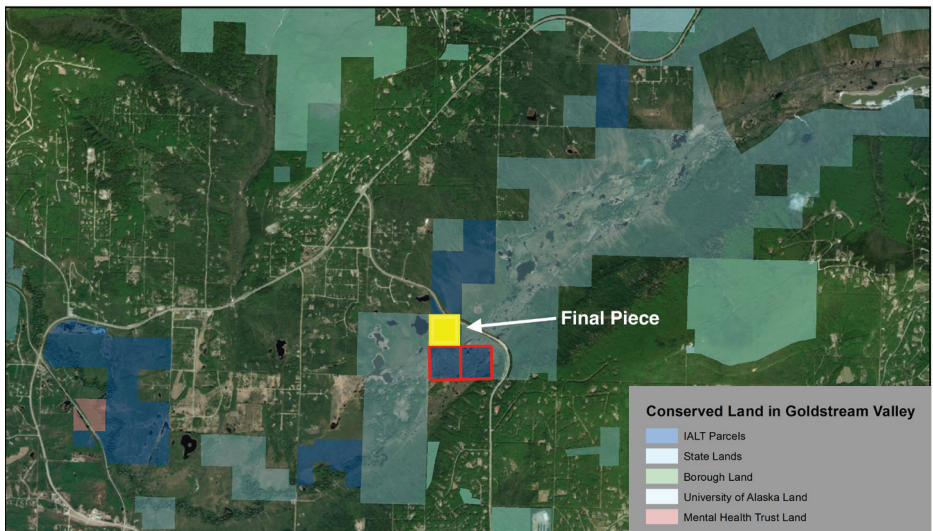 Final Piece
Conserved Land in Goldstream Valley
IALT Parcels
State Lands
Borough Land
University of Alaska Land
Mental Health Trust Land